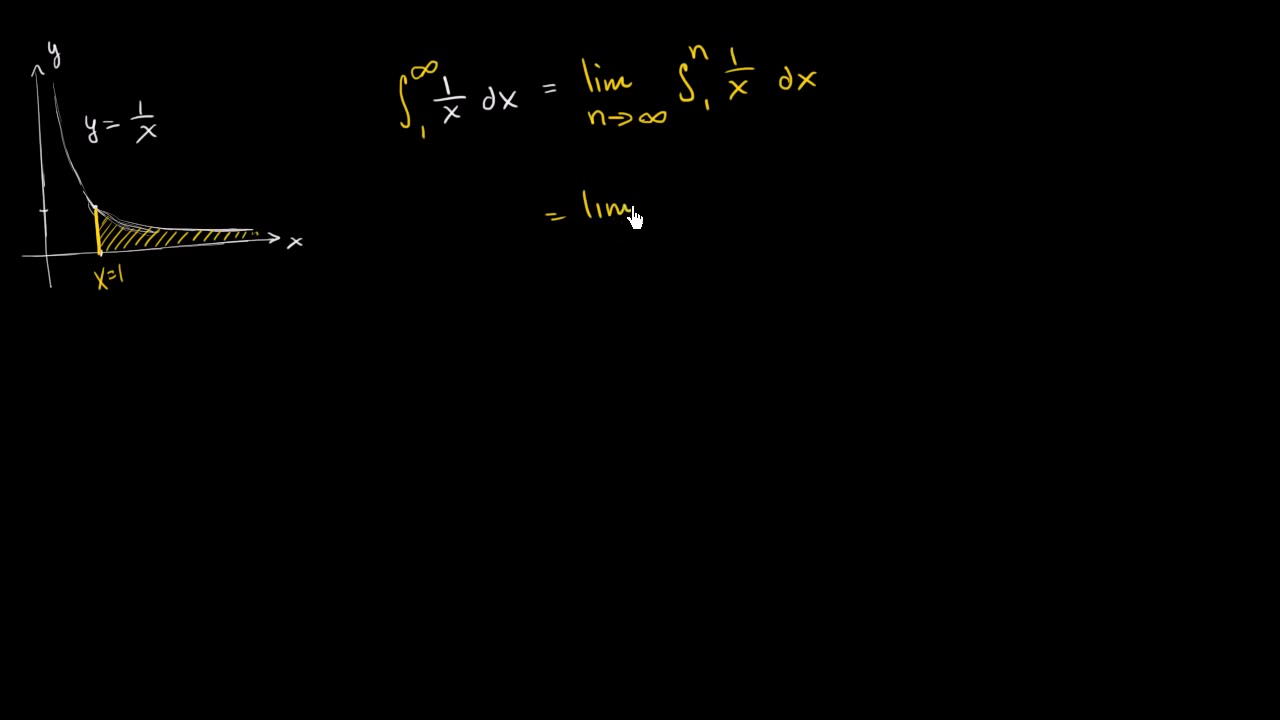 y
y = 1/x
x
x=1
∫₁^∞ 1/x dx = lim n→∞ ∫₁ⁿ 1/x dx
= lim